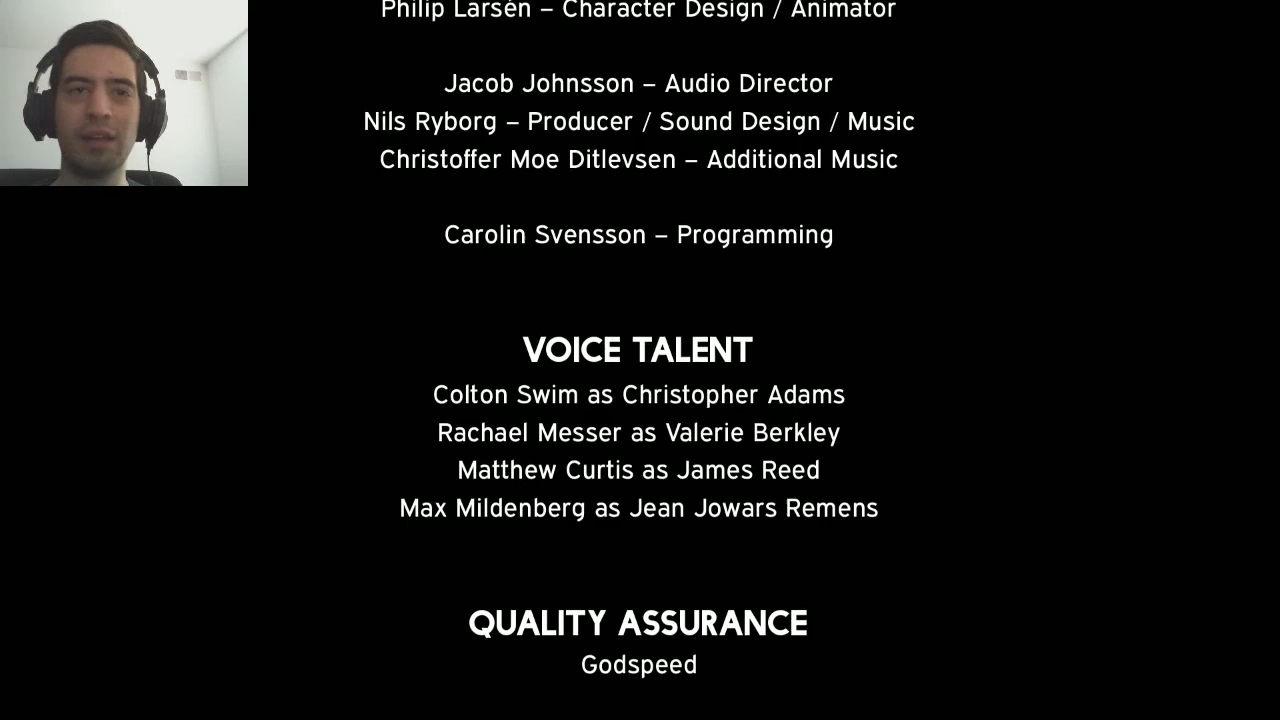 Philip Larsén – Character Design / Animator
Jacob Johnsson – Audio Director
Nils Ryborg – Producer / Sound Design / Music
Christoffer Moe Ditlevsen – Additional Music
Carolin Svensson – Programming
VOICE TALENT
Colton Swim as Christopher Adams
Rachael Messer as Valerie Berkley
Matthew Curtis as James Reed
Max Mildenberg as Jean Jowars Remens
QUALITY ASSURANCE
Godspeed